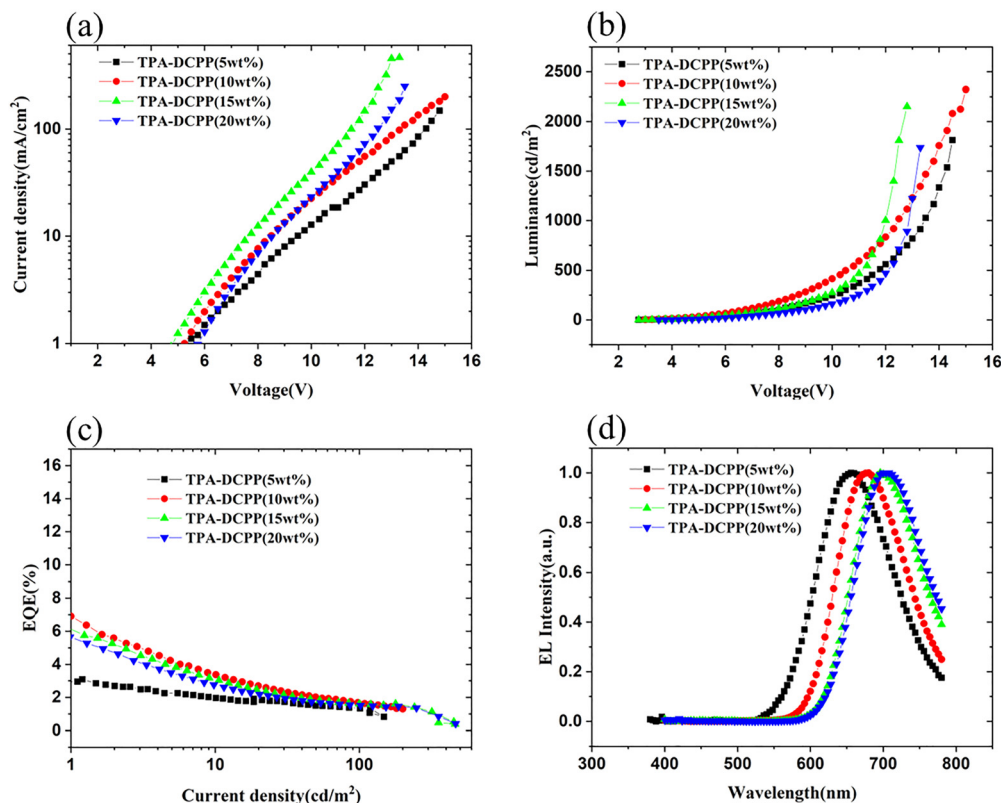 (a)
Current density(mA/cm²)
100
10
1
TPA-DCPP(5wt%)
TPA-DCPP(10wt%)
TPA-DCPP(15wt%)
TPA-DCPP(20wt%)
2 4 6 8 10 12 14 16
Voltage(V)
(b)
Luminance(cd/m²)
2500
2000
1500
1000
500
0
TPA-DCPP(5wt%)
TPA-DCPP(10wt%)
TPA-DCPP(15wt%)
TPA-DCPP(20wt%)
2 4 6 8 10 12 14 16
Voltage(V)
(c)
EQE(%)
16
14
12
10
8
6
4
2
0
TPA-DCPP(5wt%)
TPA-DCPP(10wt%)
TPA-DCPP(15wt%)
TPA-DCPP(20wt%)
1 10 100
Current density(cd/m²)
(d)
EL Intensity(a.u.)
1.0
0.8
0.6
0.4
0.2
0.0
TPA-DCPP(5wt%)
TPA-DCPP(10wt%)
TPA-DCPP(15wt%)
TPA-DCPP(20wt%)
300 400 500 600 700 800
Wavelength(nm)